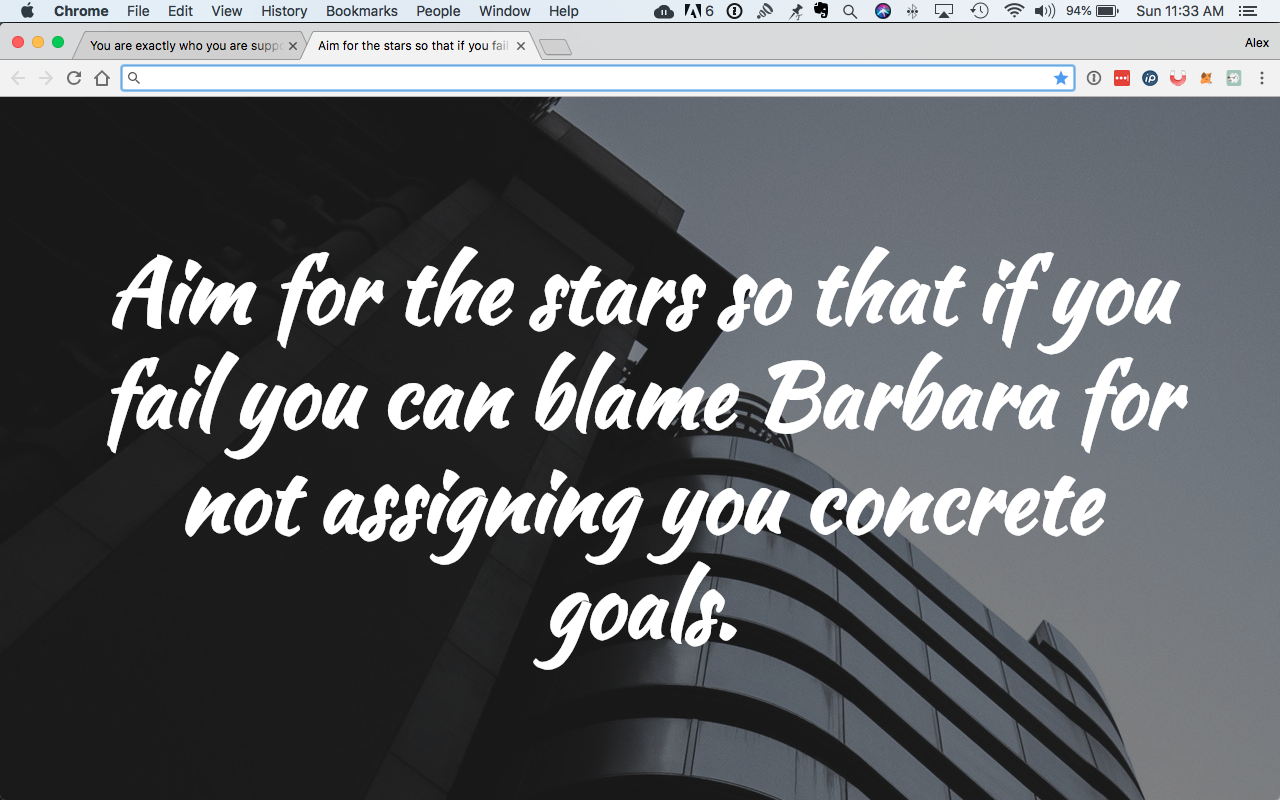 Chrome File Edit View History Bookmarks People Window Help 6 94% Sun 11:33 AM
You are exactly who you are supp Aim for the stars so that if you fail Alex
Aim for the stars so that if you
fail you can blame Barbara for
not assigning you concrete
goals.